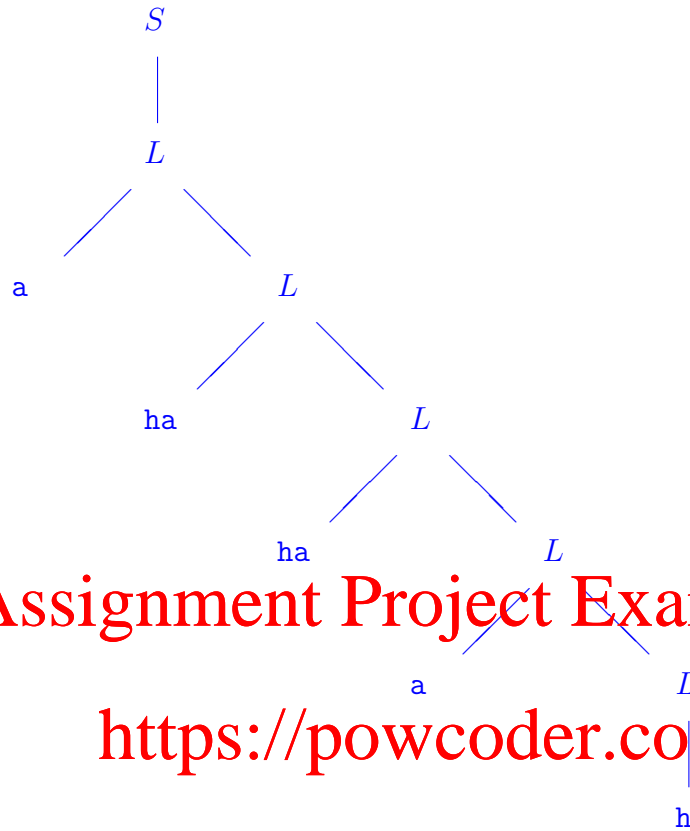 S
L
a L
ha L
ha L
Assignment Project Exa
a L
https://powcoder.co
h